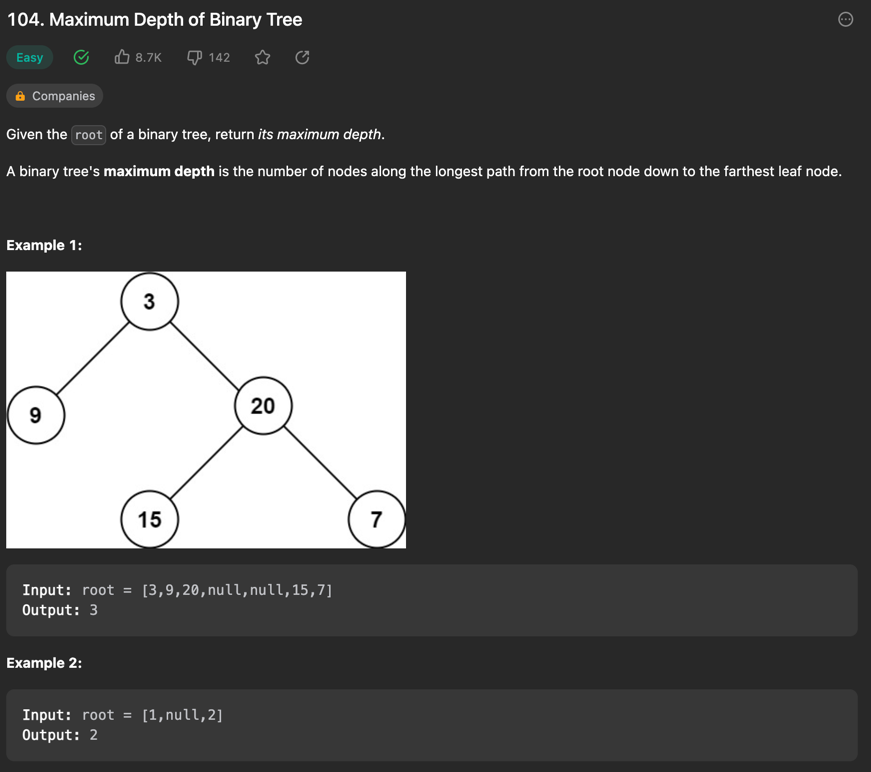 104. Maximum Depth of Binary Tree
Easy 8.7K 142
Companies
Given the root of a binary tree, return its maximum depth.
A binary tree's maximum depth is the number of nodes along the longest path from the root node down to the farthest leaf node.
Example 1:
3
9 20
15 7
Input: root = [3,9,20,null,null,15,7]
Output: 3
Example 2:
Input: root = [1,null,2]
Output: 2